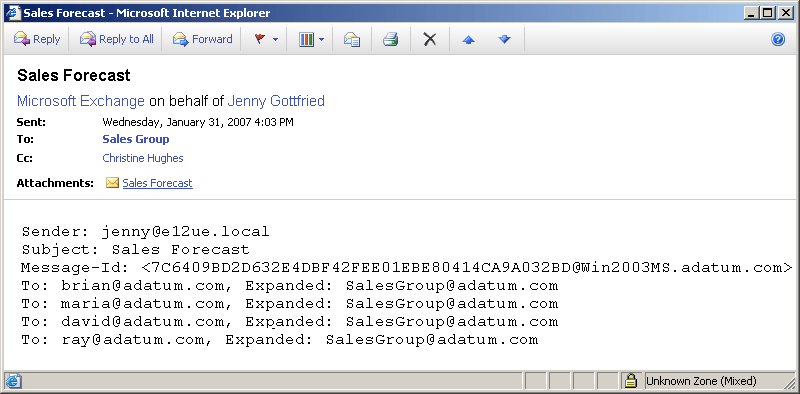 Sales Forecast - Microsoft Internet Explorer
Reply Reply to All Forward
Sales Forecast
Microsoft Exchange on behalf of Jenny Gottfried
Sent: Wednesday, January 31, 2007 4:03 PM
To: Sales Group
Cc: Christine Hughes
Attachments: Sales Forecast
Sender: jenny@e12ue.local
Subject: Sales Forecast
Message-Id: <7C6409BD2D632E4DBF42FEE01EBE80414CA9A032BD@Win2003MS.adatum.com>
To: brian@adatum.com, Expanded: SalesGroup@adatum.com
To: maria@adatum.com, Expanded: SalesGroup@adatum.com
To: david@adatum.com, Expanded: SalesGroup@adatum.com
To: ray@adatum.com, Expanded: SalesGroup@adatum.com
Unknown Zone (Mixed)